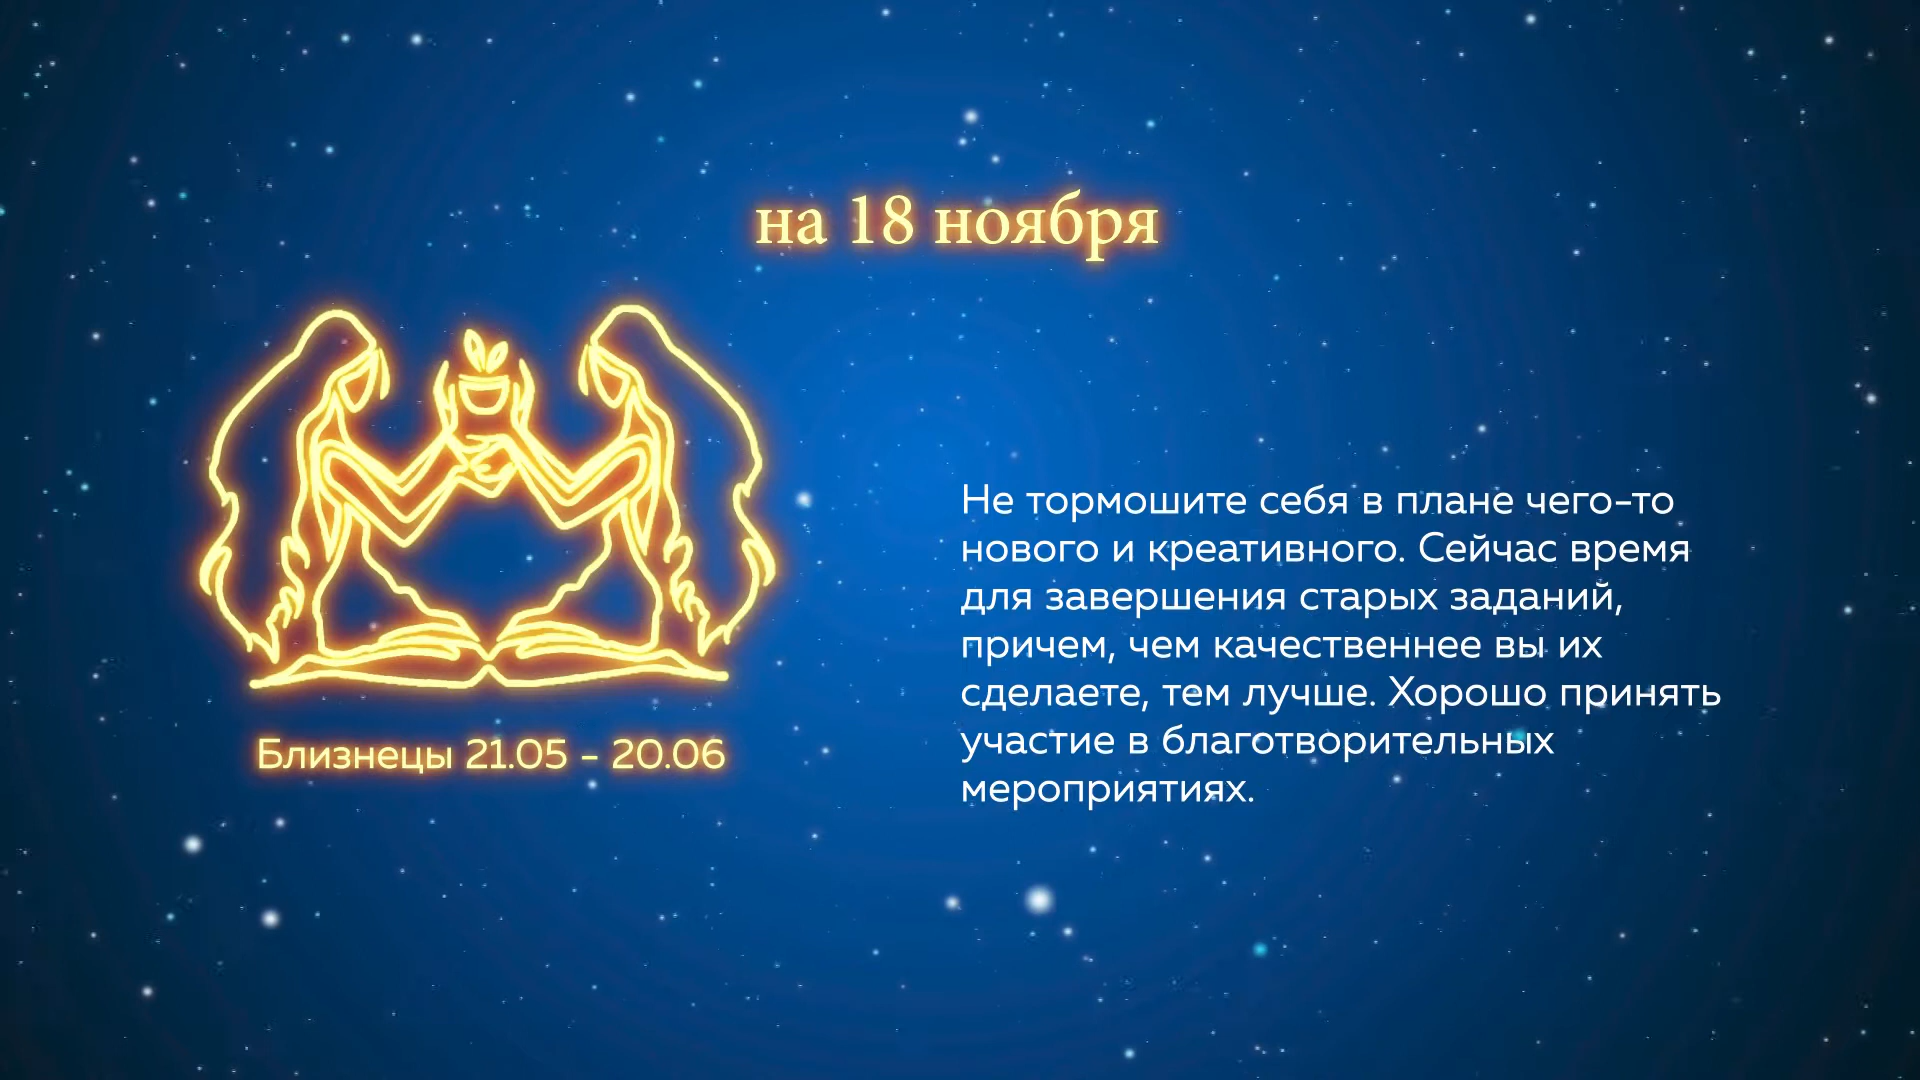 на 18 ноября
Близнецы 21.05 - 20.06
Не тормошите себя в плане чего-то
нового и креативного. Сейчас время
для завершения старых заданий,
причем, чем качественнее вы их
сделаете, тем лучше. Хорошо принять
участие в благотворительных
мероприятиях.